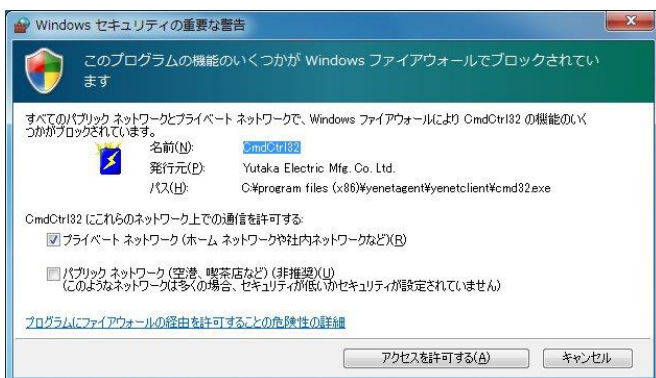 Windows セキュリティの重要な警告
このプログラムの機能のいくつかが Windows ファイアウォールでブロックされてい
ます
すべてのパブリック ネットワークとプライベート ネットワークで、Windows ファイアウォールにより CmdCtrl32 の機能のいく
つかがブロックされています。
名前(N): CmdCtrl32
発行元(P): Yutaka Electric Mfg. Co. Ltd.
パス(H): C:¥program files (x86)¥yenetagent¥yenetclient¥cmd32.exe
CmdCtrl32 にこれらのネットワーク上での通信を許可する:
プライベート ネットワーク (ホーム ネットワークや社内ネットワークなど)(R)
パブリック ネットワーク (空港、喫茶店など) (非推奨)(U)
(このようなネットワークは多くの場合、セキュリティが低いかセキュリティが設定されていません)
プログラムにファイアウォールの経由を許可することの危険性の詳細
アクセスを許可する(A) キャンセル